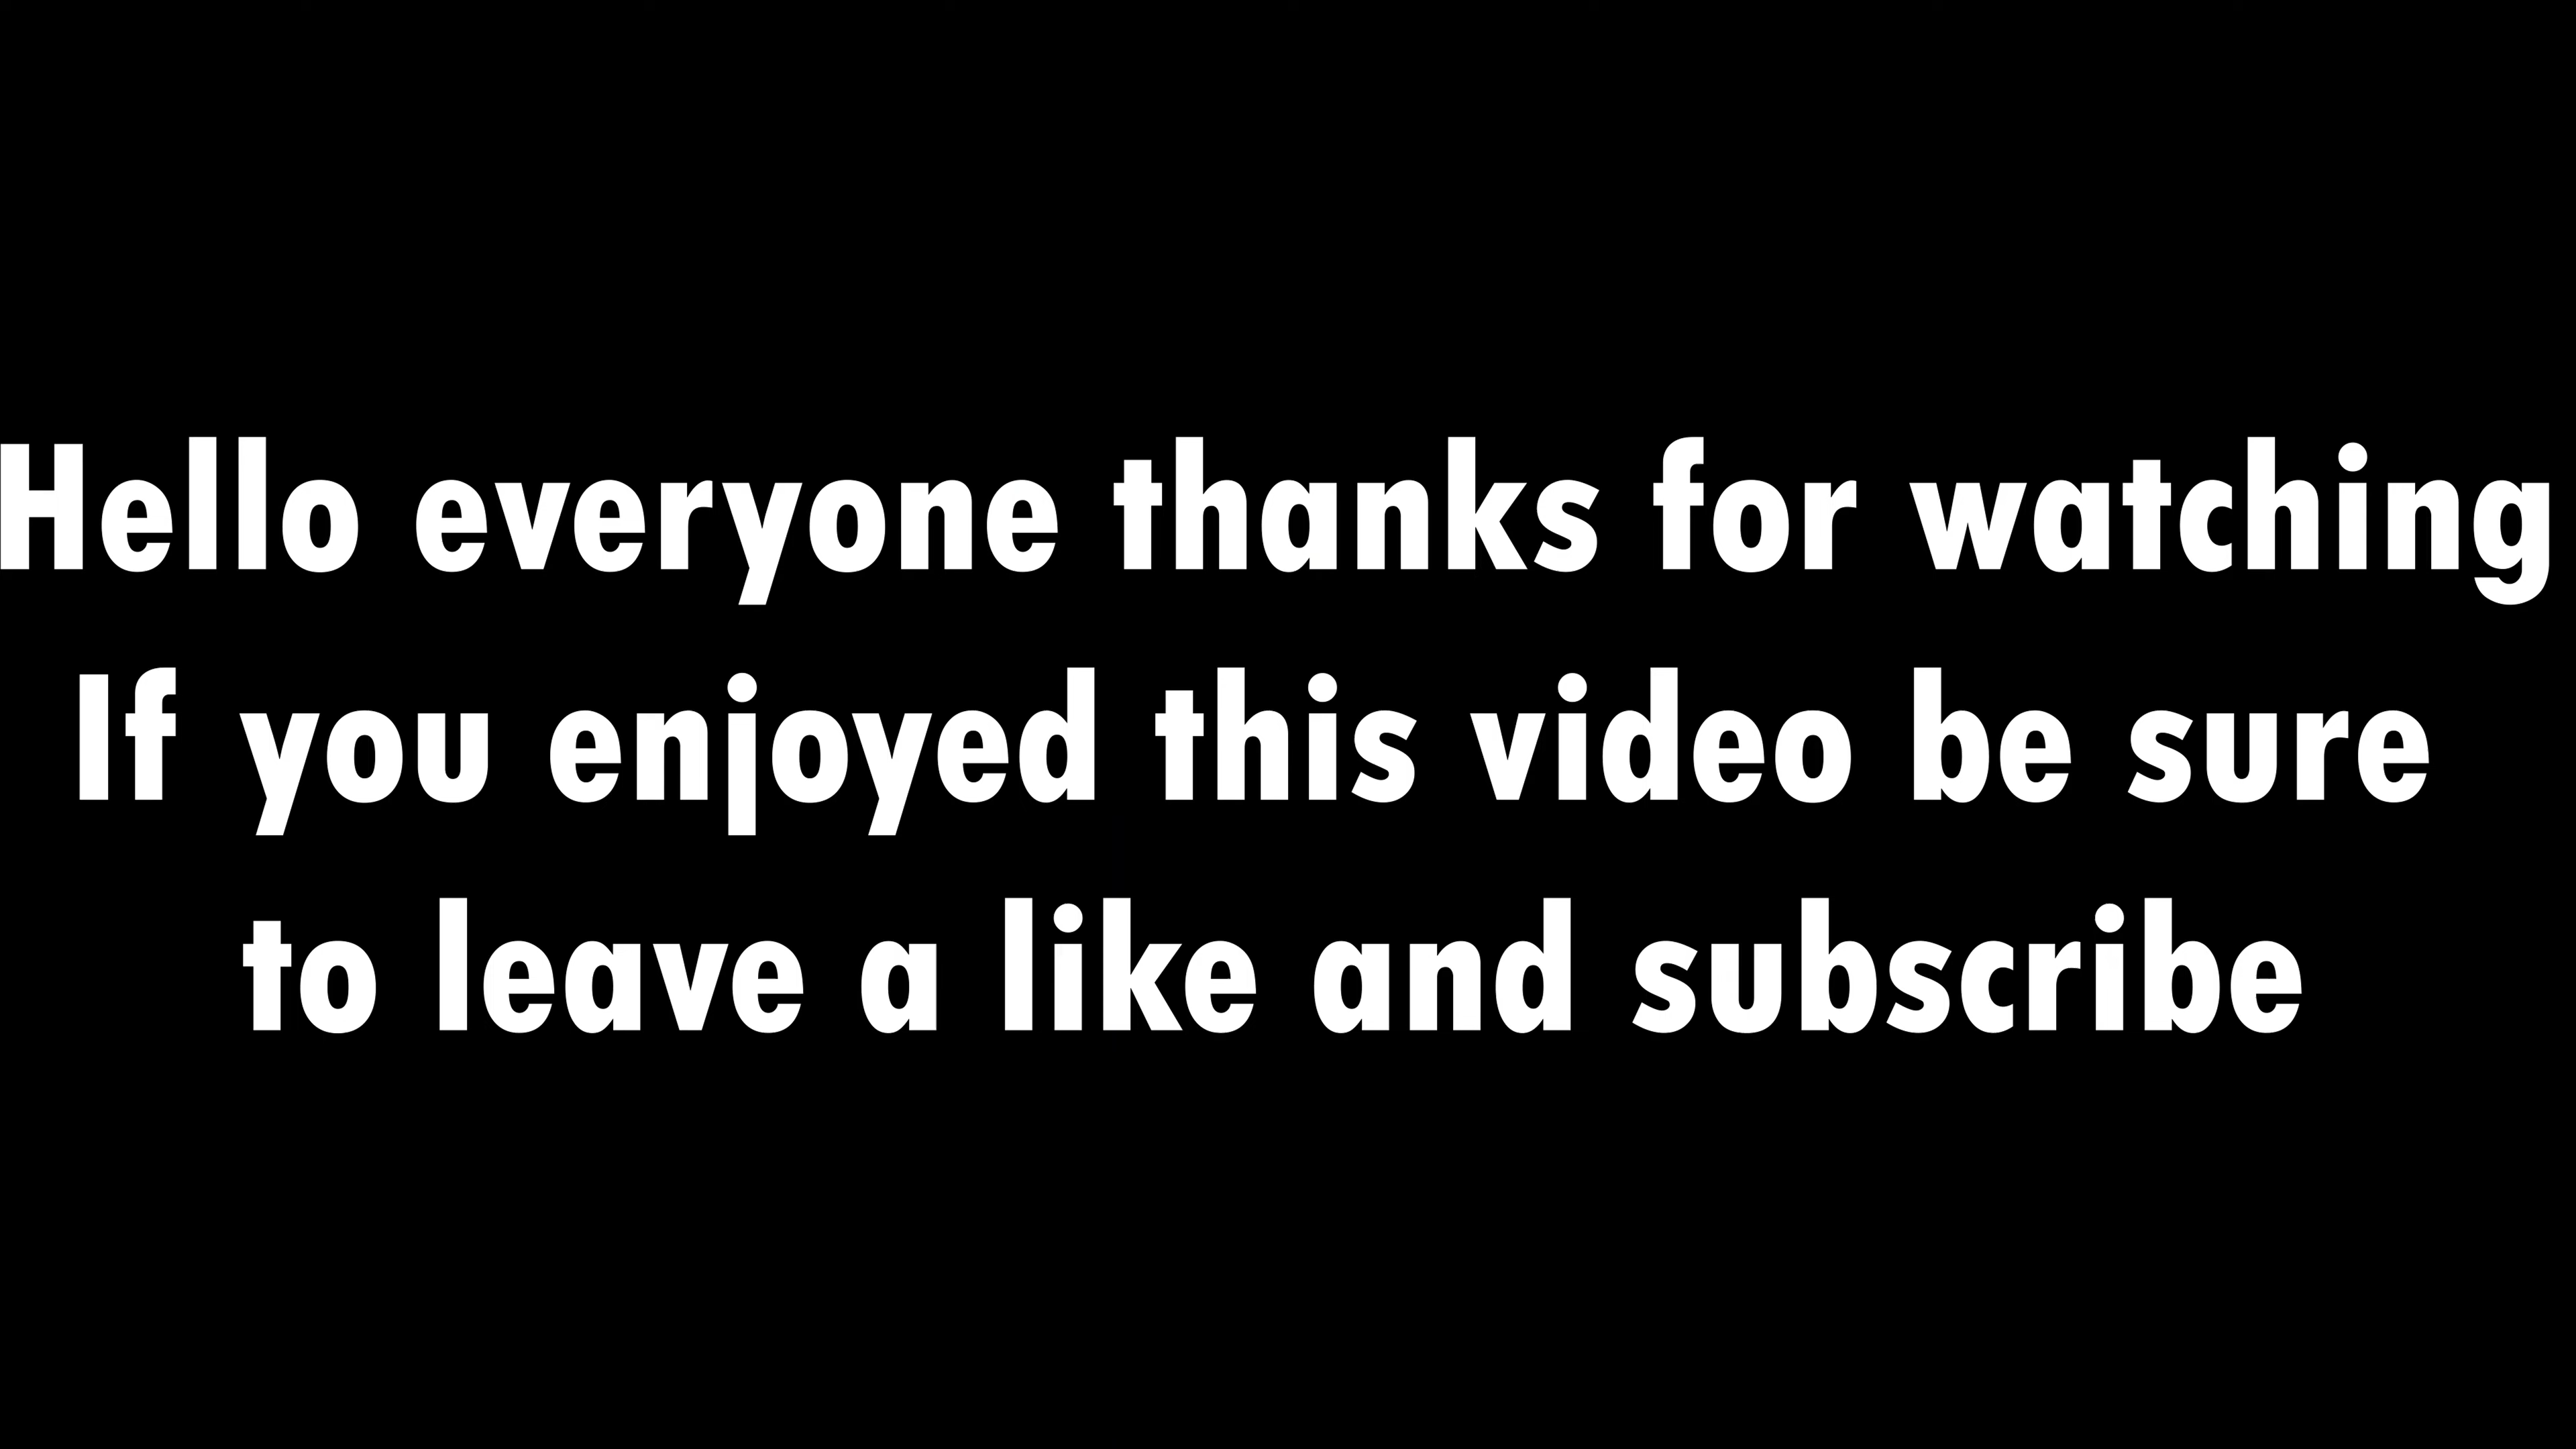 Hello everyone thanks for watching
If you enjoyed this video be sure
to leave a like and subscribe